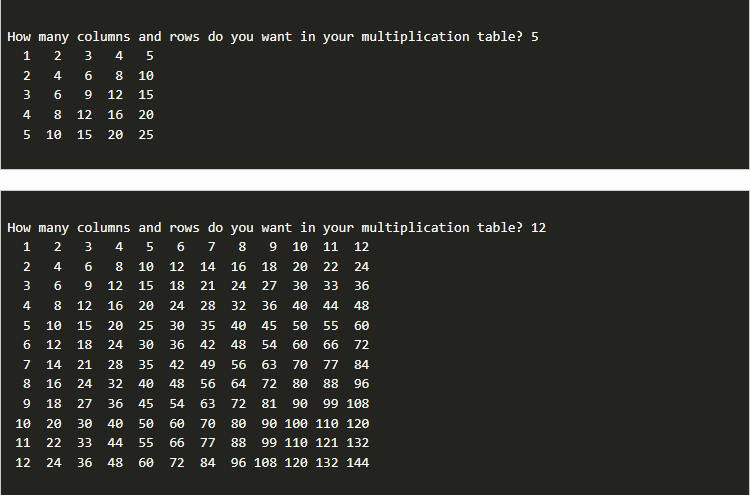 How many columns and rows do you want in your multiplication table? 5
  1   2   3   4   5
  2   4   6   8  10
  3   6   9  12  15
  4   8  12  16  20
  5  10  15  20  25
How many columns and rows do you want in your multiplication table? 12
  1   2   3   4   5   6   7   8   9  10  11  12
  2   4   6   8  10  12  14  16  18  20  22  24
  3   6   9  12  15  18  21  24  27  30  33  36
  4   8  12  16  20  24  28  32  36  40  44  48
  5  10  15  20  25  30  35  40  45  50  55  60
  6  12  18  24  30  36  42  48  54  60  66  72
  7  14  21  28  35  42  49  56  63  70  77  84
  8  16  24  32  40  48  56  64  72  80  88  96
  9  18  27  36  45  54  63  72  81  90  99 108
 10  20  30  40  50  60  70  80  90 100 110 120
 11  22  33  44  55  66  77  88  99 110 121 132
 12  24  36  48  60  72  84  96 108 120 132 144